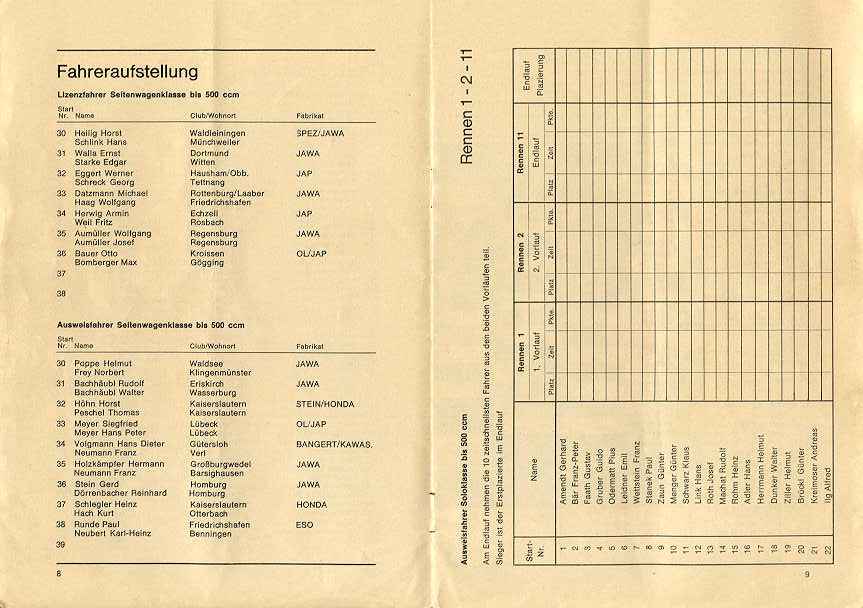 Fahreraufstellung
Lizenzfahrer Seitenwagenklasse bis 500 ccm
Start
Nr. Name Club/Wohnort Fabrikat
30 Heilig Horst Waldleiningen SPEZ/JAWA
Schlink Hans Münchweiler
31 Walla Ernst Dortmund JAWA
Starke Edgar Witten
32 Eggert Werner Hausham/Obb. JAP
Schreck Georg Tettnang
33 Datzmann Michael Rottenburg/Laaber JAWA
Haag Wolfgang Friedrichshafen
34 Herwig Armin Echzell JAP
Weil Fritz Rosbach
35 Aumüller Wolfgang Regensburg JAWA
Aumüller Josef Regensburg
36 Bauer Otto Kroissen OL/JAP
Bomberger Max Gögging
37
38
Ausweisfahrer Seitenwagenklasse bis 500 ccm
Start
Nr. Name Club/Wohnort Fabrikat
30 Poppe Helmut Waldsee JAWA
Frey Norbert Klingenmünster
31 Bachhäubl Rudolf Eriskirch JAWA
Bachhäubl Walter Wasserburg
32 Höhn Horst Kaiserslautern STEIN/HONDA
Peschel Thomas Kaiserslautern
33 Meyer Siegfried Lübeck OL/JAP
Meyer Hans Peter Lübeck
34 Volgmann Hans Dieter Gütersloh BANGERT/KAWAS.
Neumann Franz Verl
35 Holzkämpfer Hermann Großburgwedel JAWA
Neumann Franz Barsighausen
36 Stein Gerd Homburg JAWA
Dörrenbacher Reinhard Homburg
37 Schlegler Heinz Kaiserslautern HONDA
Hach Kurt Otterbach
38 Runde Paul Friedrichshafen ESO
Neubert Karl-Heinz Benningen
39
8
Ausweisfahrer Soloklasse bis 500 ccm Rennen 1 - 2 - 11
Am Endlauf nehmen die 10 zeitschnellsten Fahrer aus den beiden Vorläufen teil.
Sieger ist der Erstplazierte im Endlauf
Start-
Nr. Name Rennen 1 Rennen 2 Rennen 11 Endlauf
1. Vorlauf 2. Vorlauf Endlauf Plazierung
Platz Zeit Pkte. Platz Zeit Pkte. Platz Zeit Pkte.
1 Amendt Gerhard
2 Bär Franz-Peter
3 Faath Gustav
4 Gruber Guido
5 Odermatt Pius
6 Leidner Emil
7 Wettstein Franz
8 Stanek Paul
9 Zaun Günter
10 Menger Günter
11 Schwarz Klaus
12 Linz Hans
13 Roth Josef
14 Machat Rudolf
15 Rohm Heinz
16 Adler Hans
17 Herrmann Helmut
18 Dunker Walter
19 Ziller Helmut
20 Brückl Günter
21 Kreimoser Andreas
22 Ilg Alfred
9